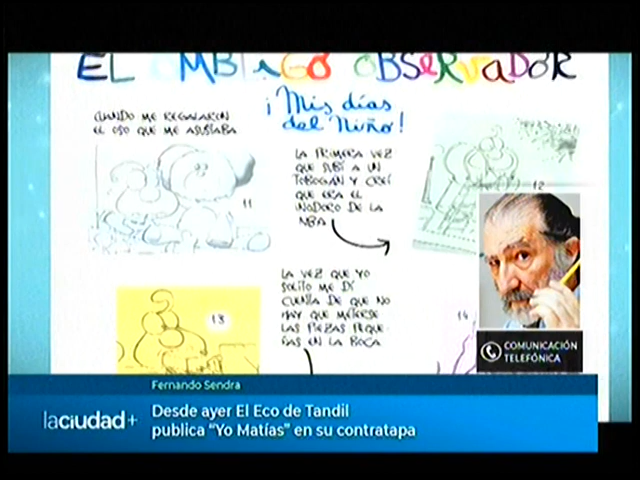 EL OMBLIGO OBSERVADOR
¡Mis días
del Niño!
CUANDO ME REGALARON
EL OSO QUE ME ASUSTABA
LA PRIMERA VEZ
QUE SUBÍ A UN
TOBOGÁN Y CREÍ
QUE ERA EL
INODORO DE LA
NBA
11
12
LA VEZ QUE YO
SOLITO ME DI
CUENTA DE QUE NO
HAY QUE METERSE
LAS PIEZAS PEQUE-
ÑAS EN LA BOCA
13
14
COMUNICACIÓN
TELEFÓNICA
Fernando Sendra
laciudad+
Desde ayer El Eco de Tandil
publica "Yo Matías" en su contratapa